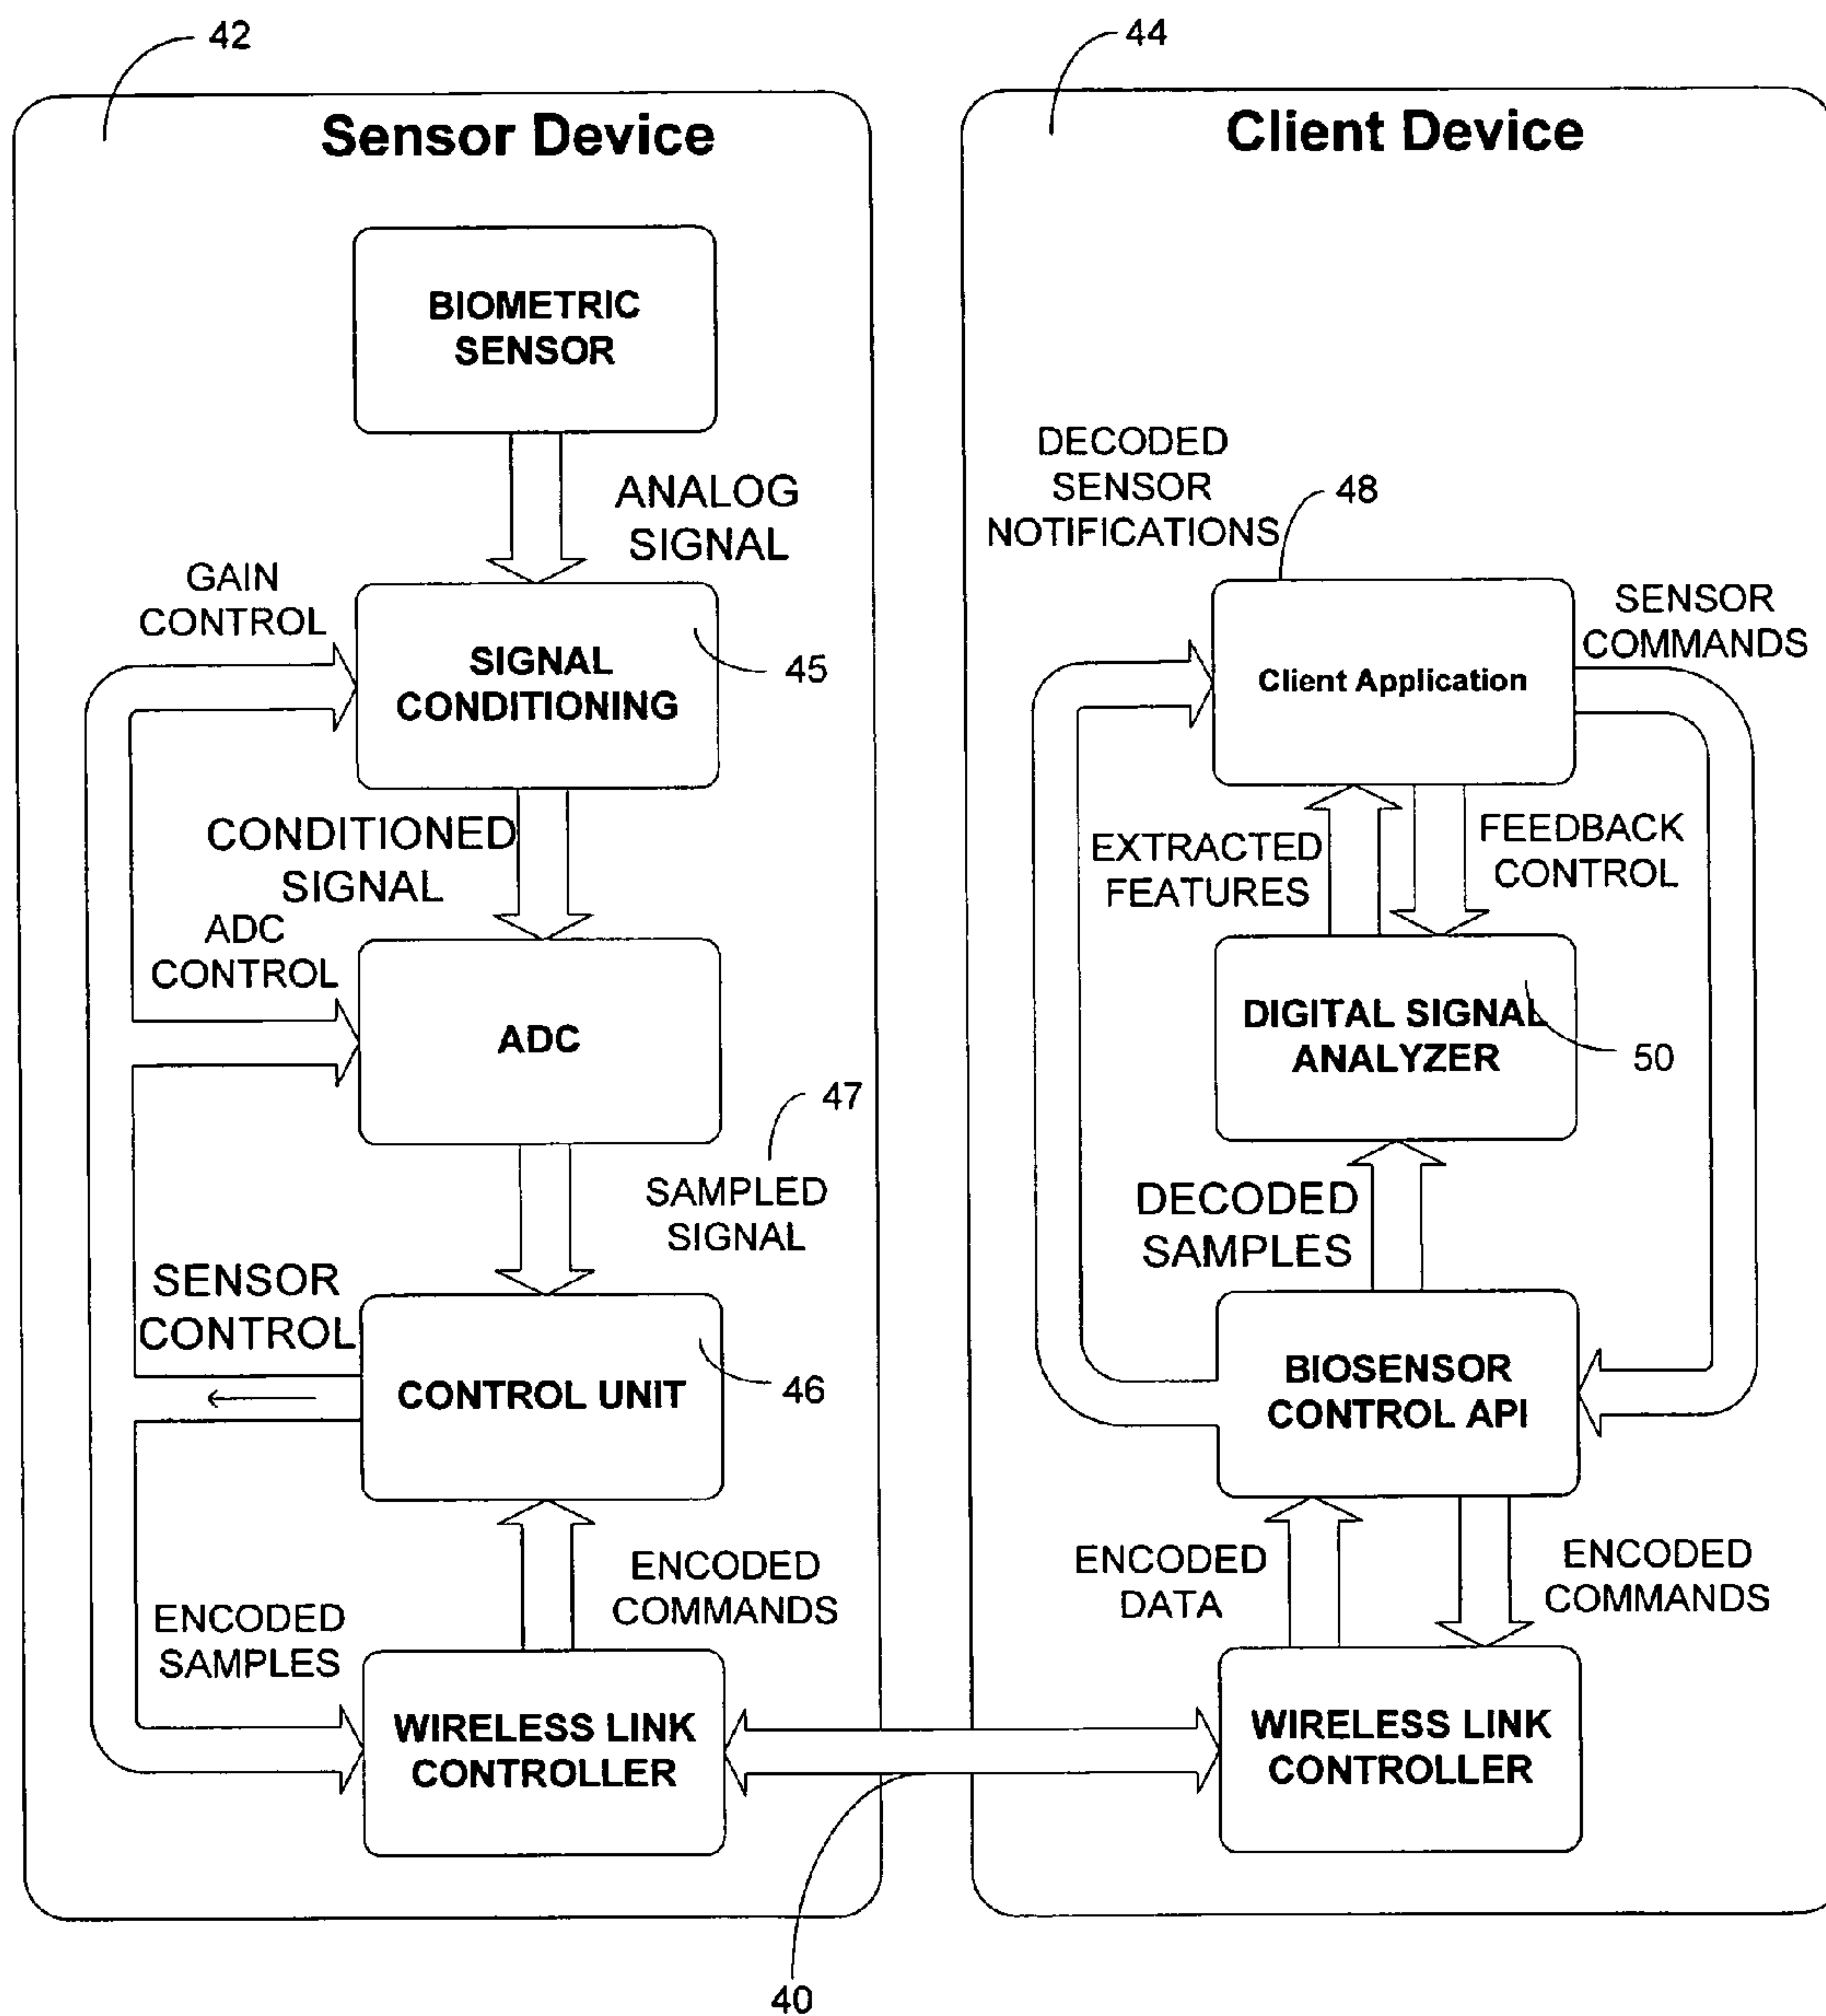 42
Sensor Device
BIOMETRIC
SENSOR
ANALOG
SIGNAL
GAIN
CONTROL
SIGNAL
CONDITIONING
45
CONDITIONED
SIGNAL
ADC
CONTROL
ADC
47
SAMPLED
SIGNAL
SENSOR
CONTROL
CONTROL UNIT
46
ENCODED
COMMANDS
ENCODED
SAMPLES
WIRELESS LINK
CONTROLLER
40
44
Client Device
DECODED
SENSOR
NOTIFICATIONS
48
Client Application
SENSOR
COMMANDS
EXTRACTED
FEATURES
FEEDBACK
CONTROL
DIGITAL SIGNAL
ANALYZER
50
DECODED
SAMPLES
BIOSENSOR
CONTROL API
ENCODED
DATA
ENCODED
COMMANDS
WIRELESS LINK
CONTROLLER